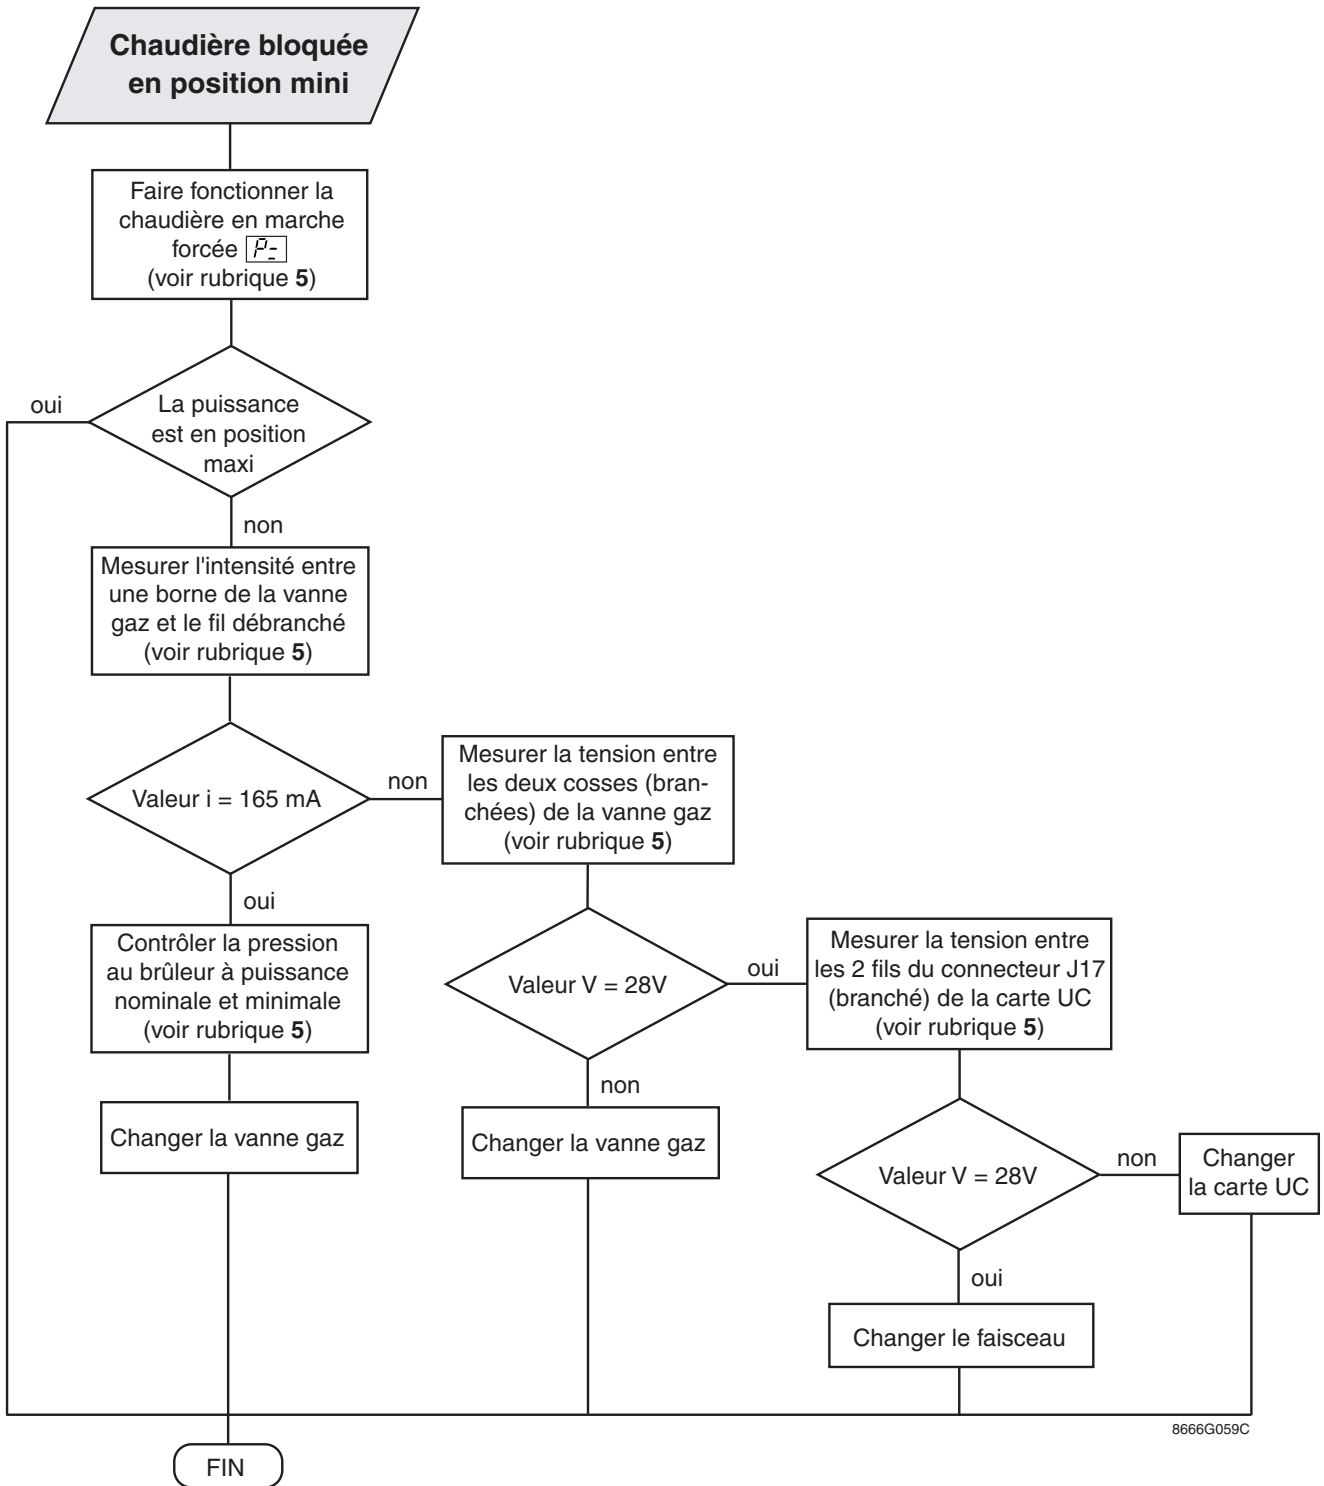 Chaudière bloquée
en position mini
Faire fonctionner la
chaudière en marche
forcée P
(voir rubrique 5)
oui
La puissance
est en position
maxi
non
Mesurer l'intensité entre
une borne de la vanne
gaz et le fil débranché
(voir rubrique 5)
Valeur i = 165 mA
non
Mesurer la tension entre
les deux cosses (bran-
chées) de la vanne gaz
(voir rubrique 5)
oui
Contrôler la pression
au brûleur à puissance
nominale et minimale
(voir rubrique 5)
Changer la vanne gaz
Valeur V = 28V
oui
Mesurer la tension entre
les 2 fils du connecteur J17
(branché) de la carte UC
(voir rubrique 5)
non
Changer la vanne gaz
Valeur V = 28V
non
Changer
la carte UC
oui
Changer le faisceau
8666G059C
FIN